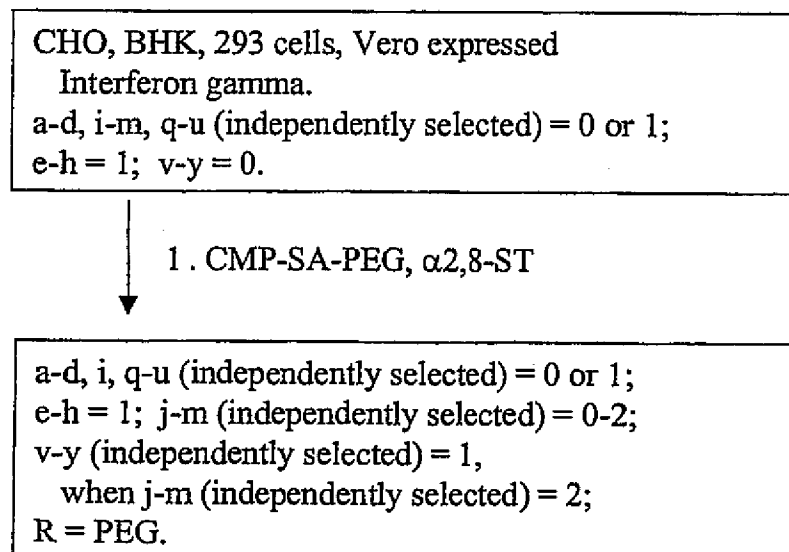 CHO, BHK, 293 cells, Vero expressed
Interferon gamma.
a-d, i-m, q-u (independently selected) = 0 or 1;
e-h = 1; v-y = 0.
1 . CMP-SA-PEG, α2,8-ST
a-d, i, q-u (independently selected) = 0 or 1;
e-h = 1; j-m (independently selected) = 0-2;
v-y (independently selected) = 1,
when j-m (independently selected) = 2;
R = PEG.